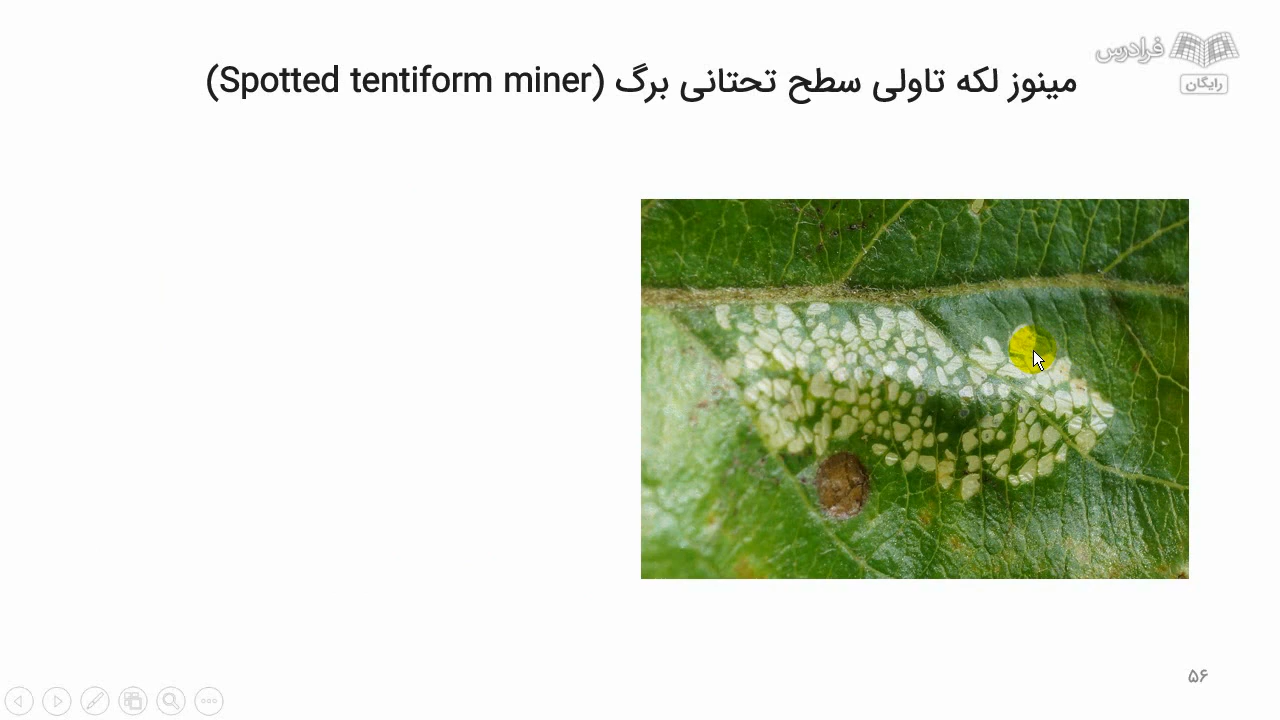 فرادرس
رایگان
مینوز لکه تاولی سطح تحتانی برگ (Spotted tentiform miner)
۵۶